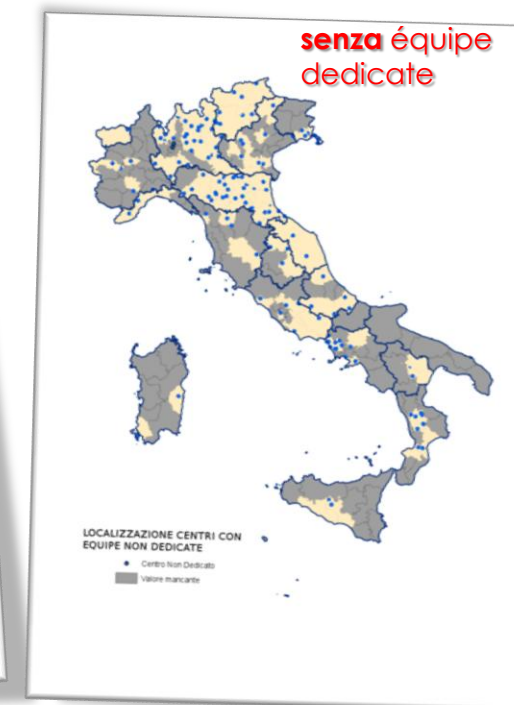 senza équipe
dedicate
LOCALIZZAZIONE CENTRI CON
EQUIPE NON DEDICATE
Centro Non Dedicato
Valore mancante